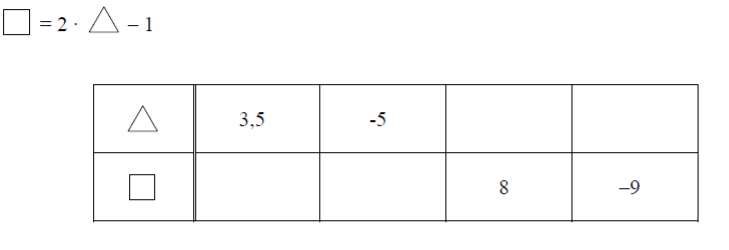 □ = 2 · △ – 1
△ 3,5 -5
□ 8 –9